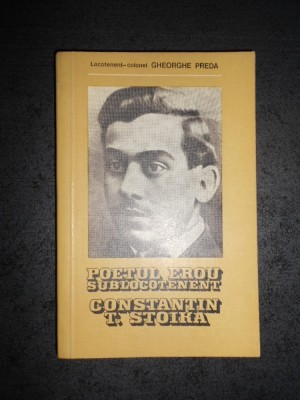 Locotenent-colonel GHEORGHE PREDA
POETUL EROU
SUBLOCOTENENT
CONSTANTIN
T. STOIKA